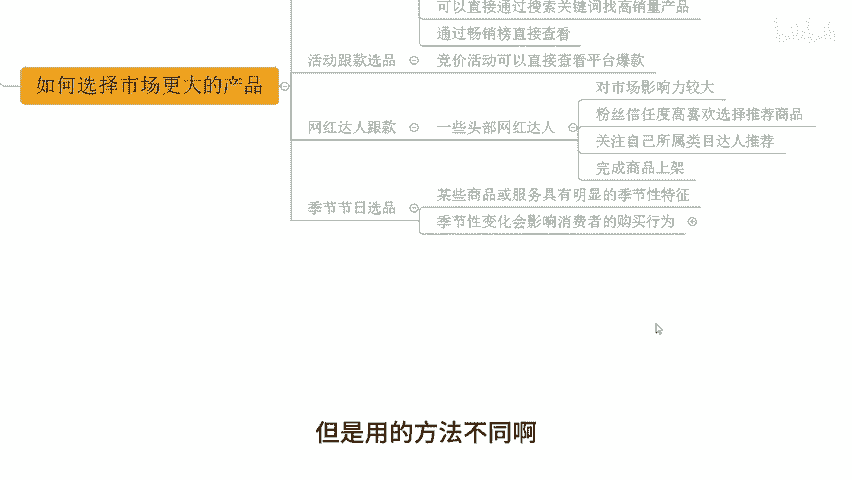 可以直接通过搜索关键词找高销量产品
通过畅销榜直接查看
活动跟款选品
竞价活动可以直接查看平台爆款
如何选择市场更大的产品
对市场影响力较大
粉丝信任度高喜欢选择推荐商品
网红达人跟款
一些头部网红达人
关注自己所属类目达人推荐
完成商品上架
某些商品或服务具有明显的季节性特征
季节节日选品
季节性变化会影响消费者的购买行为
但是用的方法不同啊